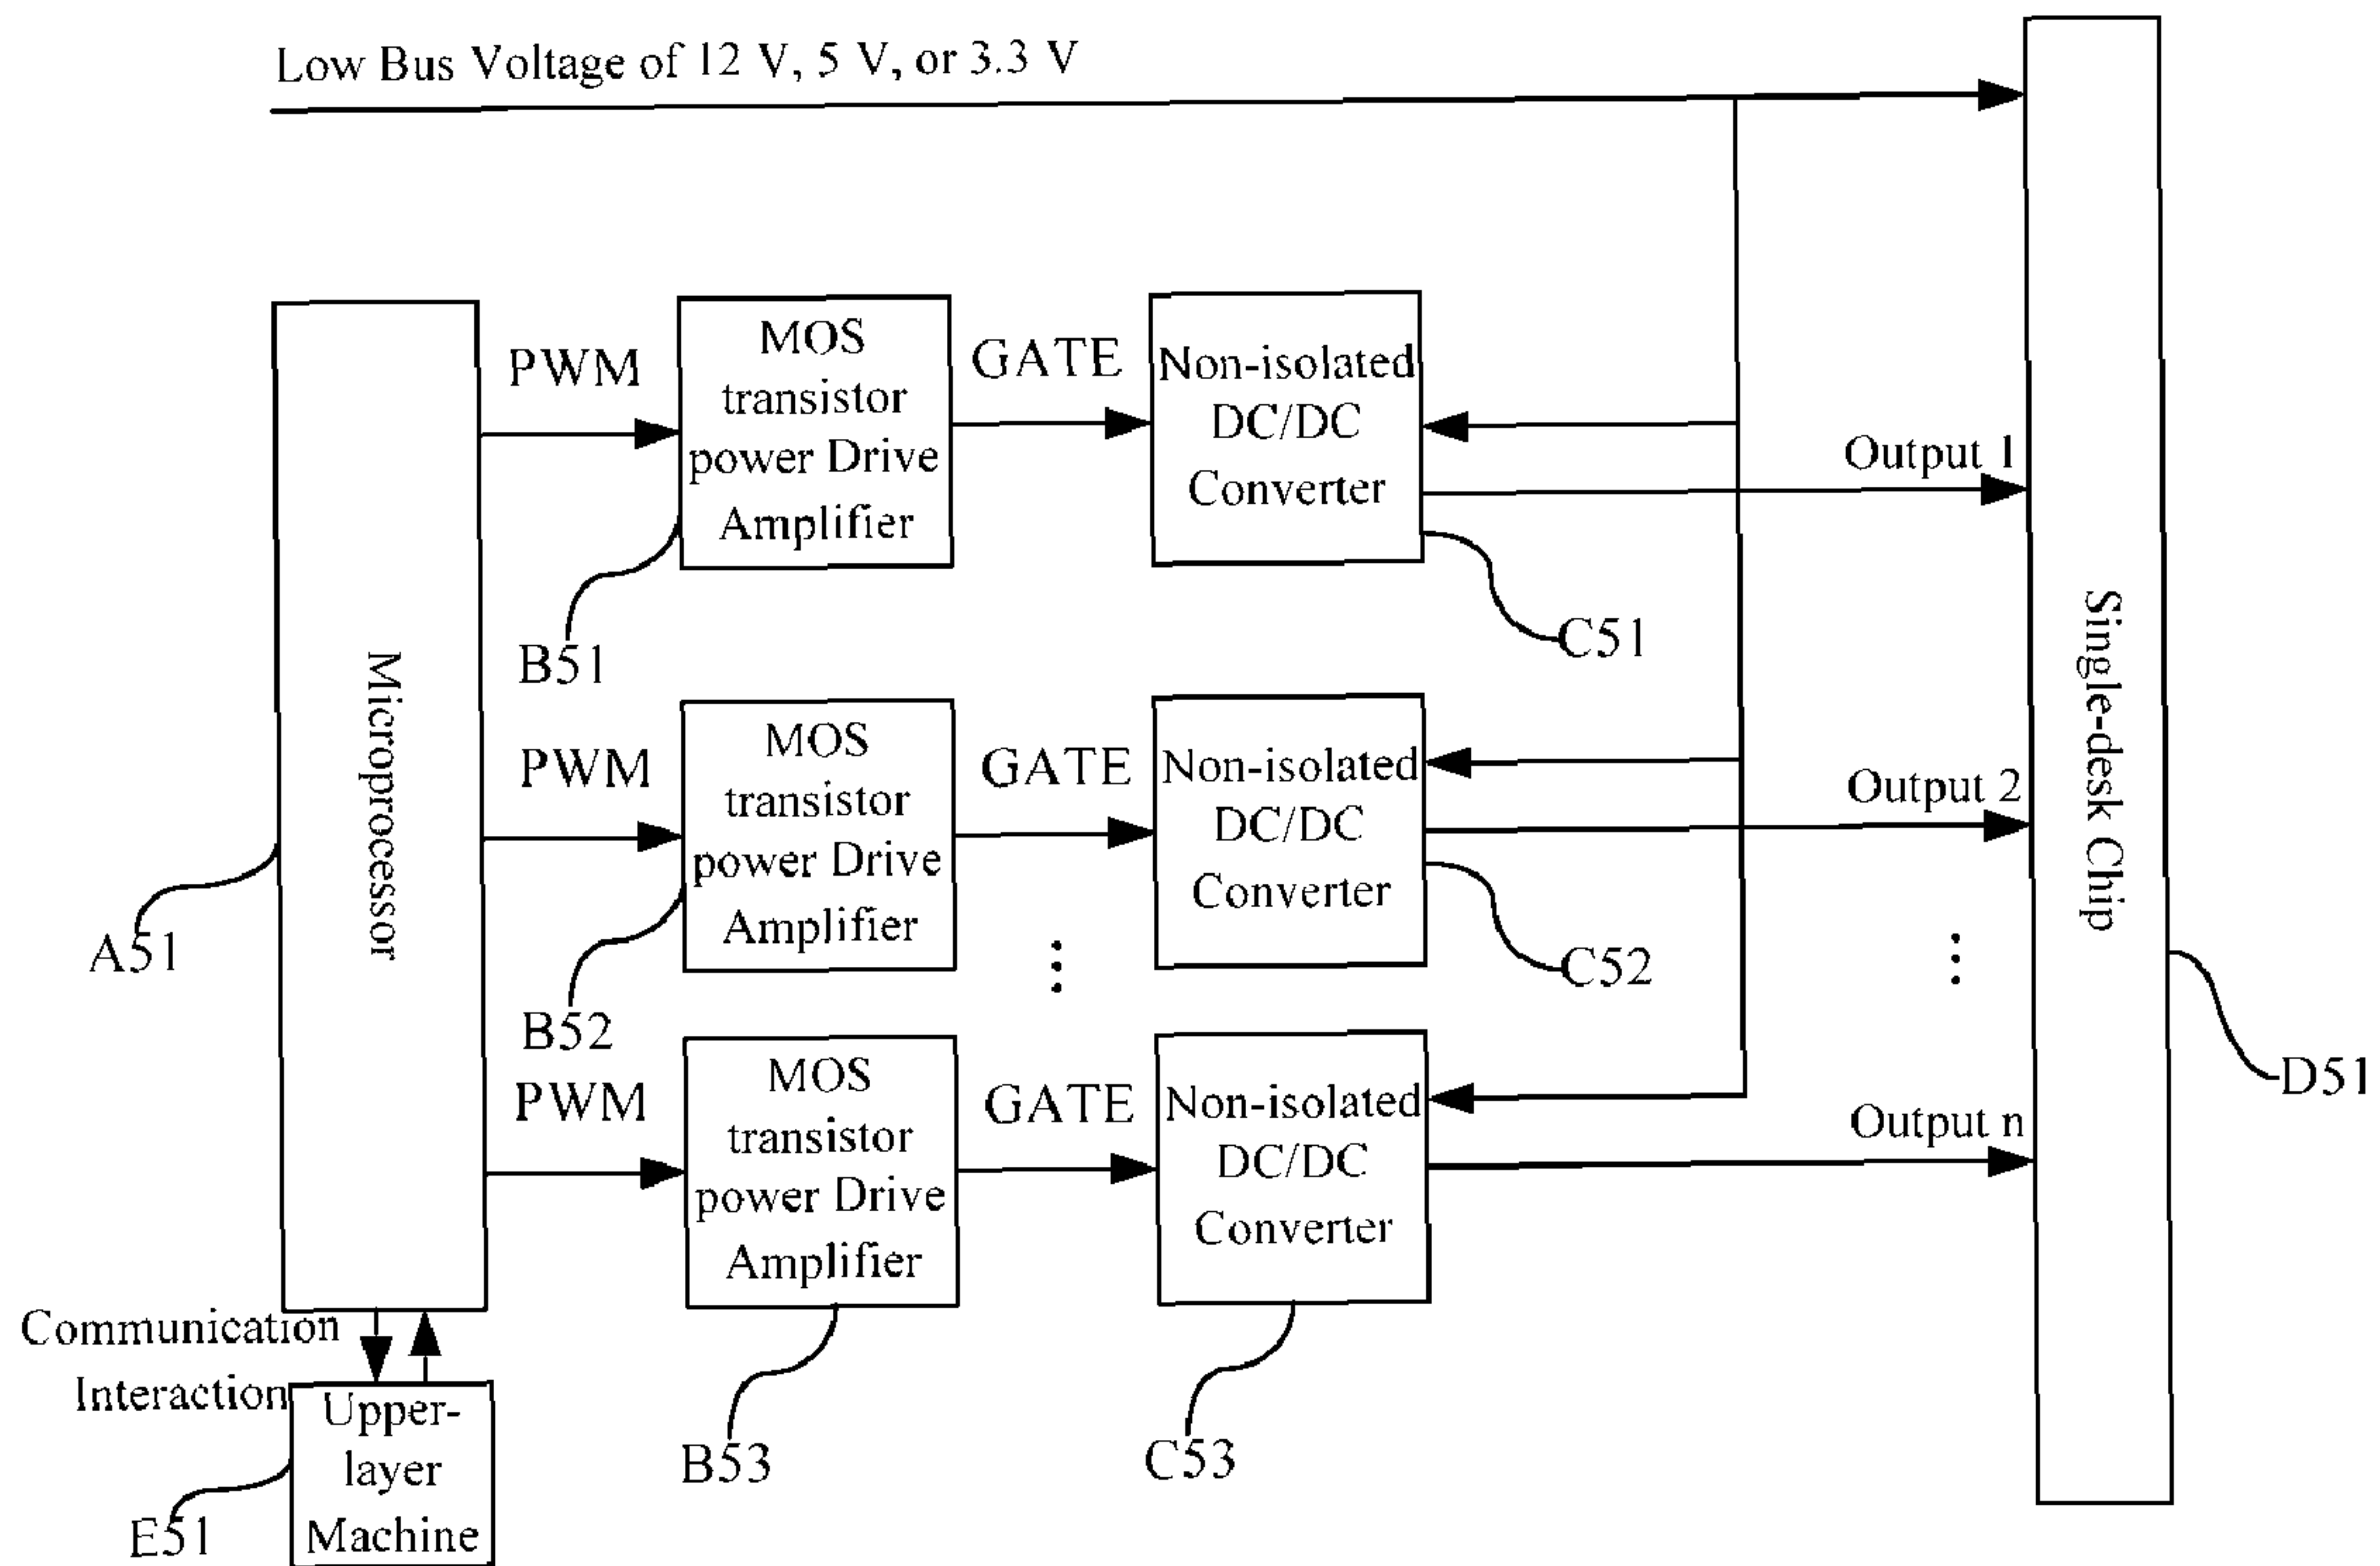 Low Bus Voltage of 12 V, 5 V, or 3.3 V
Microprocessor
A51
PWM
MOS
transistor
power Drive
Amplifier
B51
GATE
Non-isolated
DC/DC
Converter
C51
Output 1
PWM
MOS
transistor
power Drive
Amplifier
B52
GATE
Non-isolated
DC/DC
Converter
C52
Output 2
PWM
MOS
transistor
power Drive
Amplifier
B53
GATE
Non-isolated
DC/DC
Converter
C53
Output n
Single-desk Chip
D51
Communication
Interaction
Upper-
layer
Machine
E51